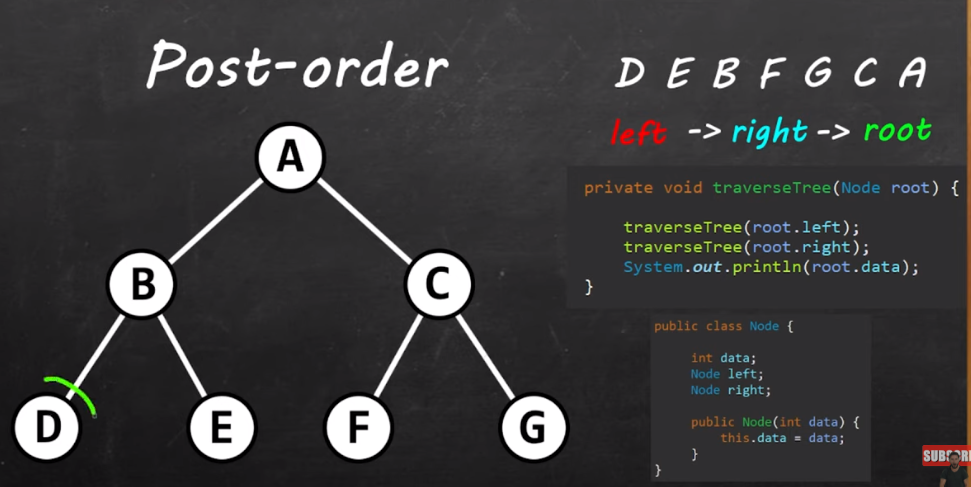 Post-order
D E B F G C A
left -> right -> root
A
B
C
D
E
F
G
private void traverseTree(Node root) {
traverseTree(root.left);
traverseTree(root.right);
System.out.println(root.data);
}
public class Node {
int data;
Node left;
Node right;
public Node(int data) {
this.data = data;
}
}